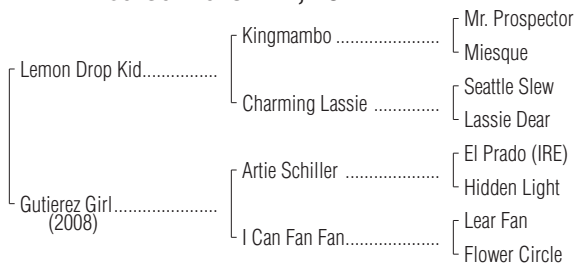 Kingmambo ................... Mr. Prospector
Miesque
Lemon Drop Kid...............
Charming Lassie .............. Seattle Slew
Lassie Dear
Artie Schiller .................... El Prado (IRE)
Hidden Light
Gutierez Girl.....................
(2008)
I Can Fan Fan.................... Lear Fan
Flower Circle